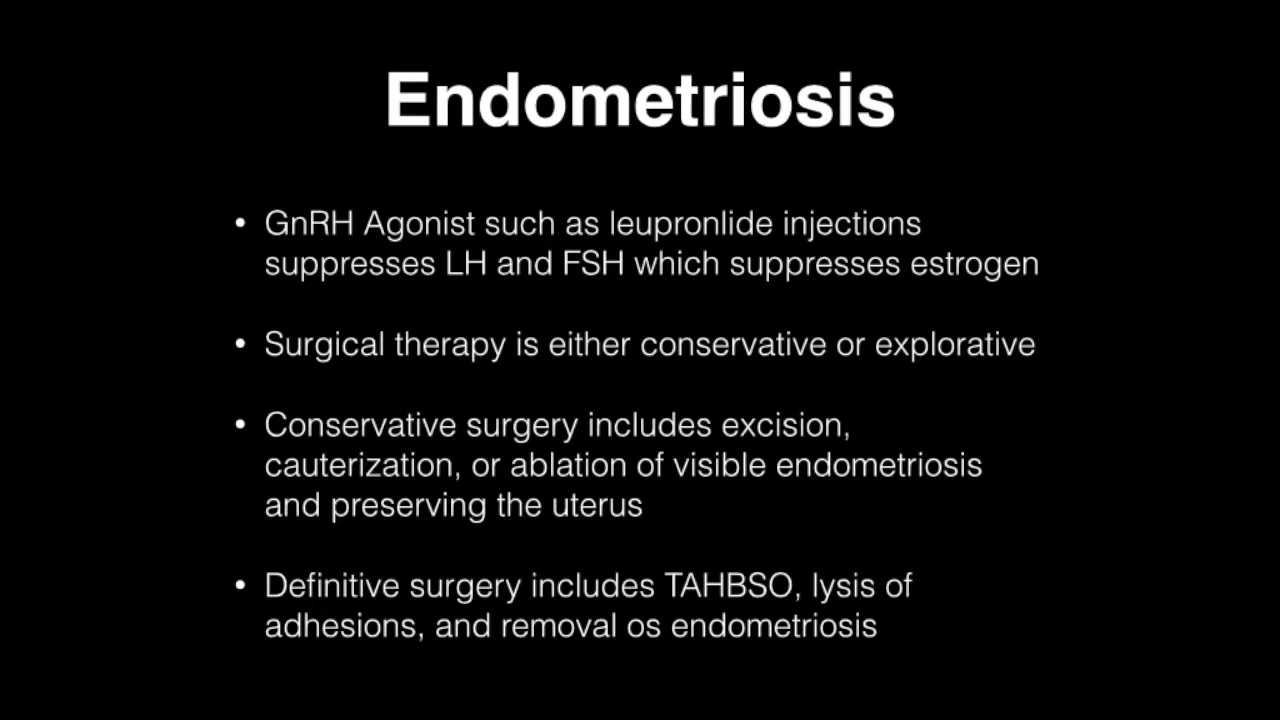 Endometriosis
• GnRH Agonist such as leupronlide injections
suppresses LH and FSH which suppresses estrogen
• Surgical therapy is either conservative or explorative
• Conservative surgery includes excision,
cauterization, or ablation of visible endometriosis
and preserving the uterus
• Definitive surgery includes TAHBSO, lysis of
adhesions, and removal os endometriosis